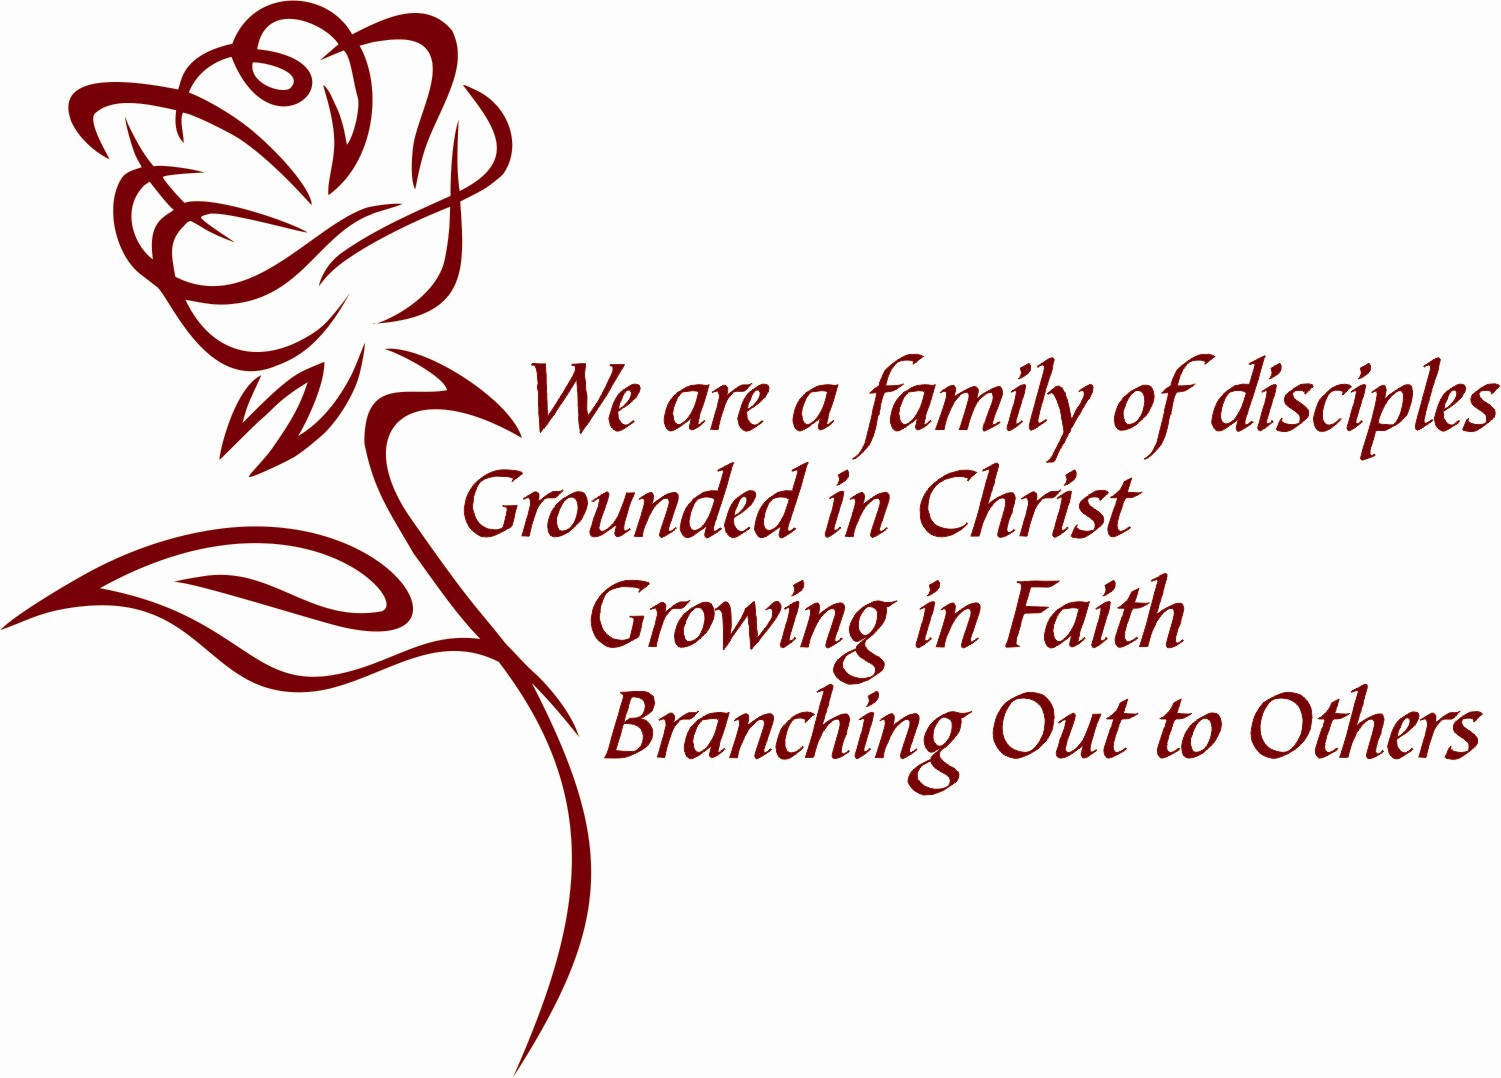 We are a family of disciples
Grounded in Christ
Growing in Faith
Branching Out to Others